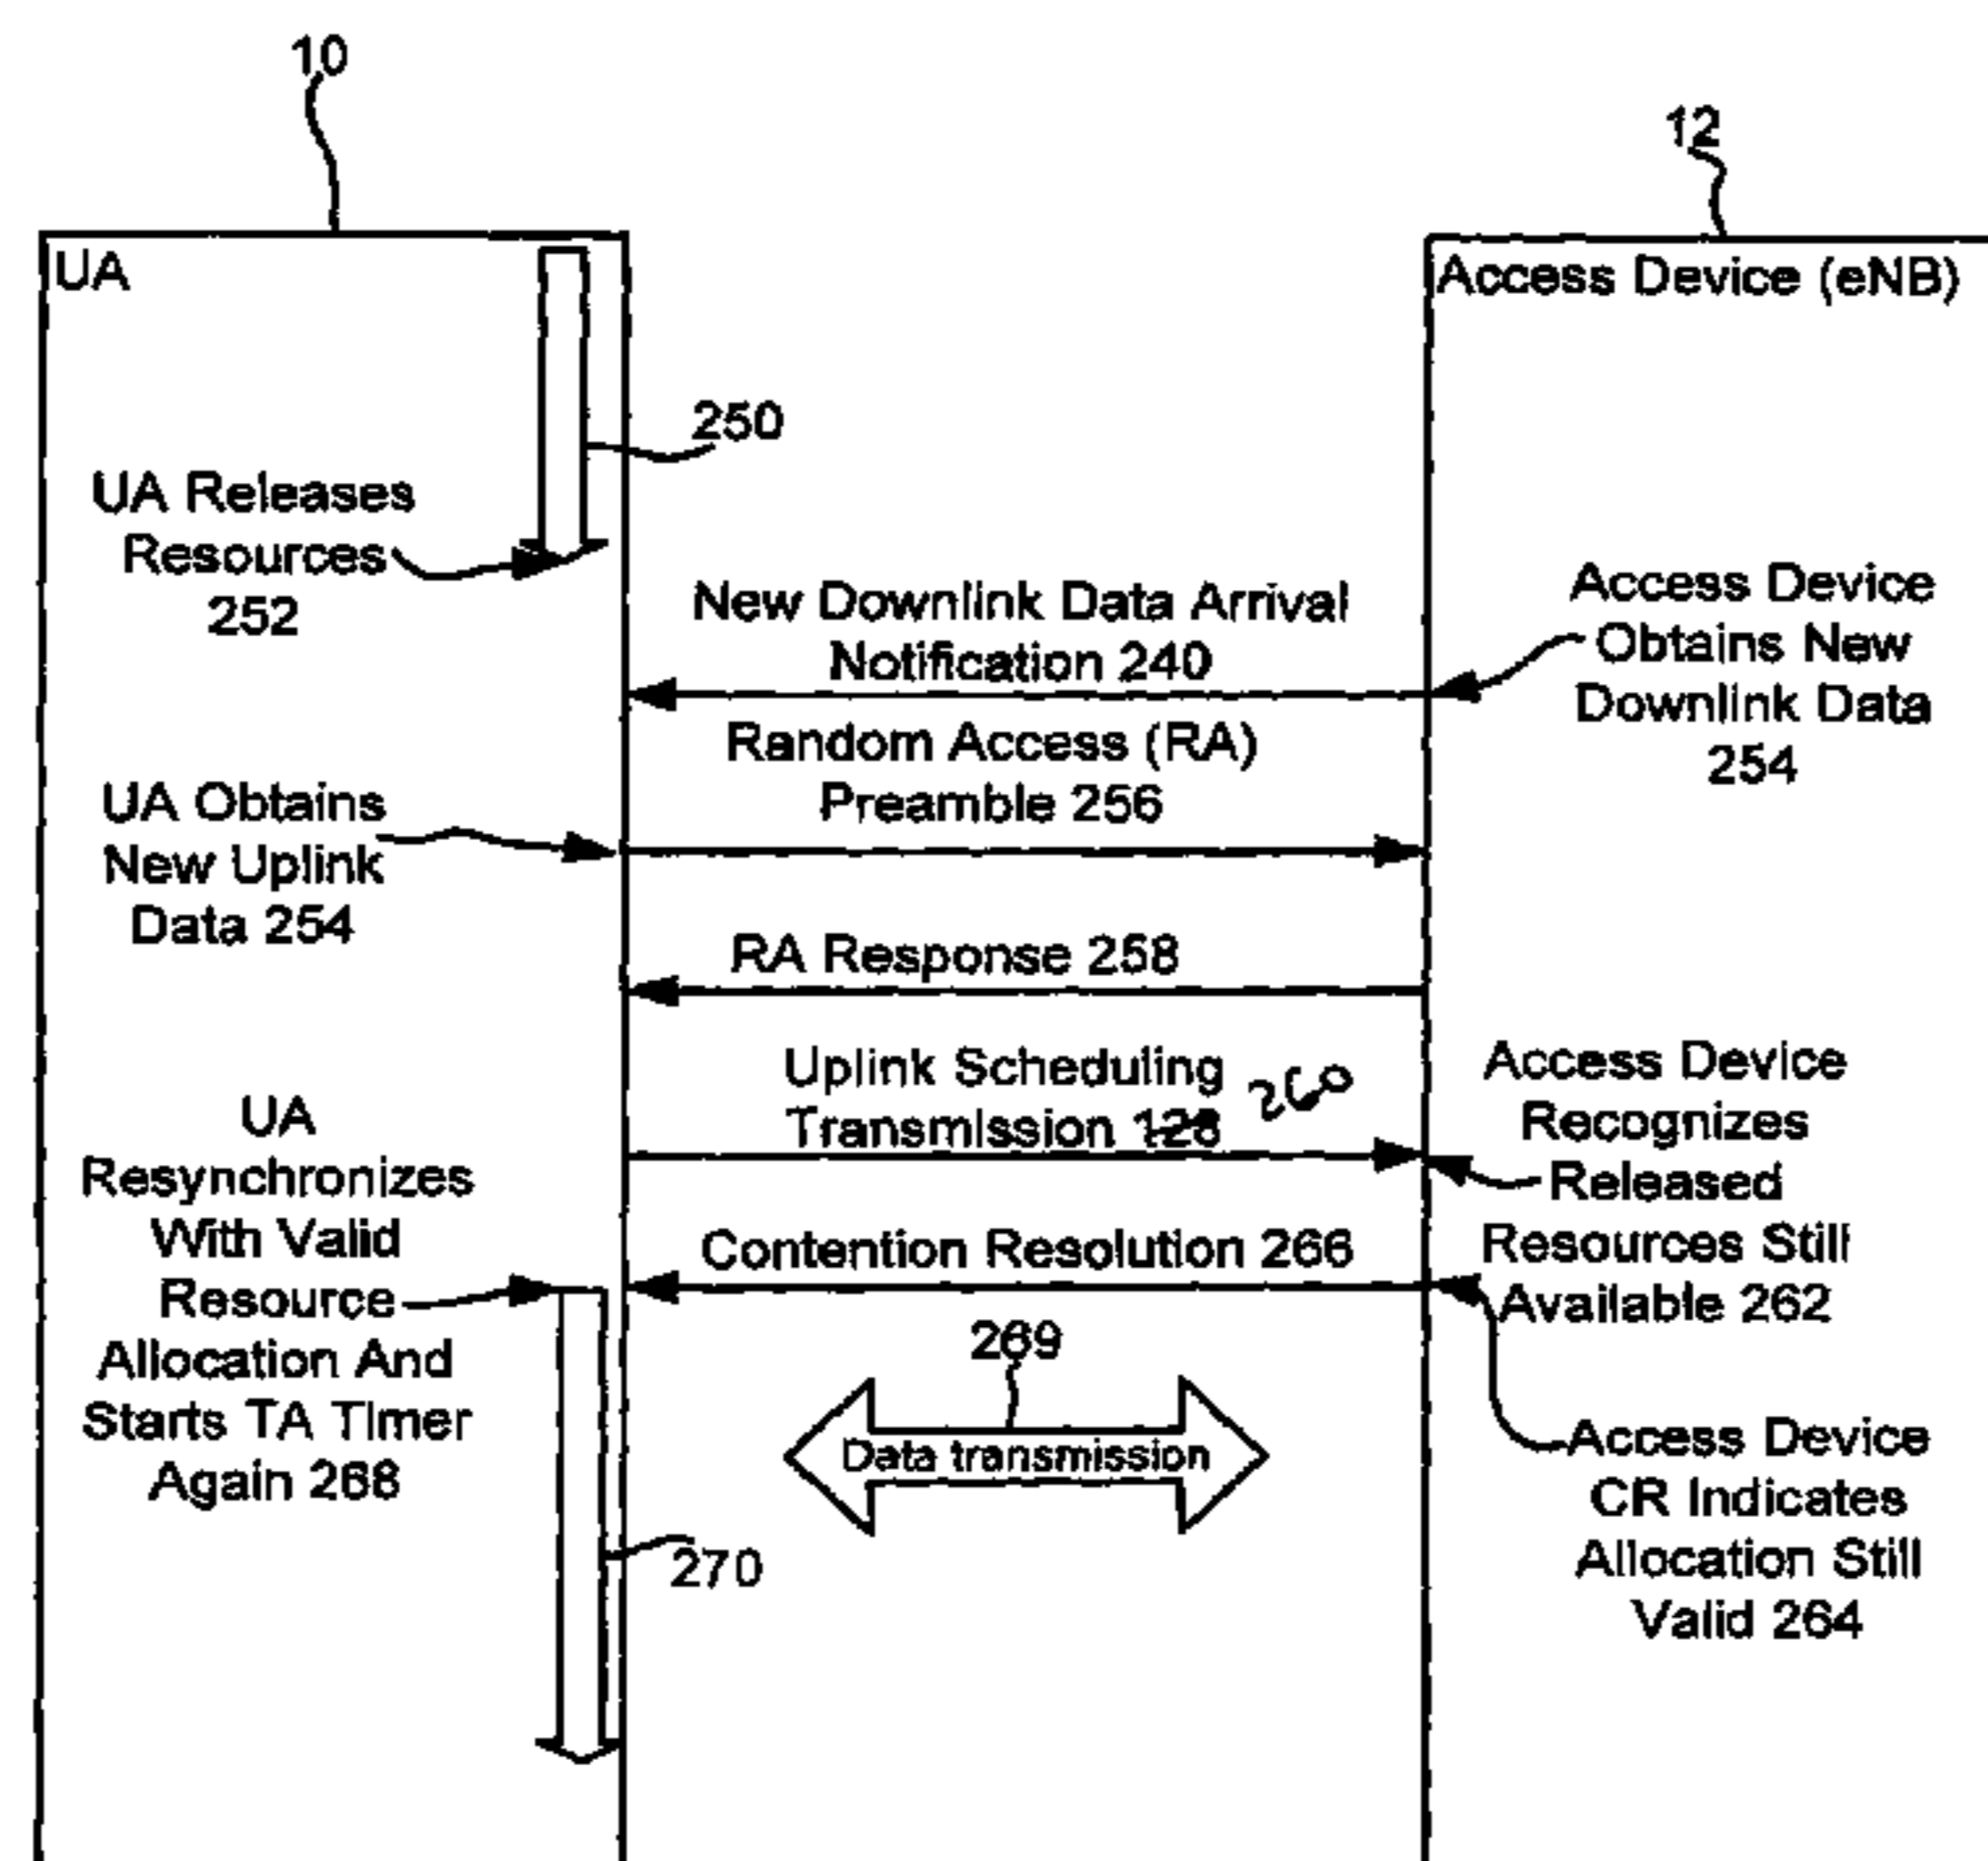 10
12
UA
Access Device (eNB)
250
UA Releases
Resources
252
New Downlink Data Arrival
Notification 240
Access Device
Obtains New
Downlink Data
254
Random Access (RA)
Preamble 256
UA Obtains
New Uplink
Data 254
RA Response 258
Uplink Scheduling
Transmission 128 260
Access Device
Recognizes
Released
Resources Still
Available 262
UA
Resynchronizes
With Valid
Resource
Allocation And
Starts TA Timer
Again 268
Contention Resolution 266
269
Data transmission
Access Device
CR Indicates
Allocation Still
Valid 264
270